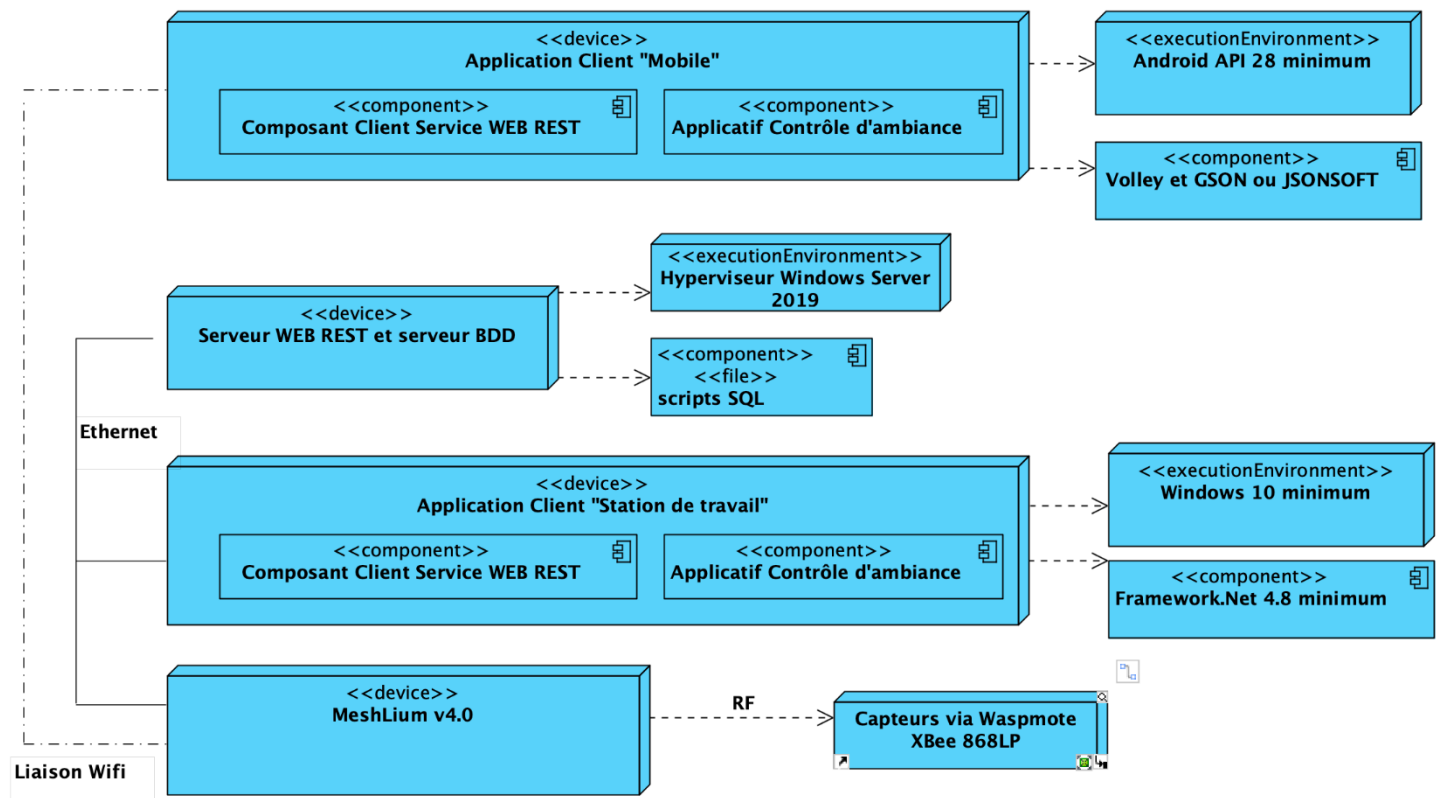 <<device>>
Application Client "Mobile"
<<component>>
Composant Client Service WEB REST
<<component>>
Applicatif Contrôle d'ambiance
<<executionEnvironment>>
Android API 28 minimum
<<component>>
Volley et GSON ou JSONSOFT
<<device>>
Serveur WEB REST et serveur BDD
<<executionEnvironment>>
Hyperviseur Windows Server
2019
<<component>>
<<file>>
scripts SQL
Ethernet
<<device>>
Application Client "Station de travail"
<<component>>
Composant Client Service WEB REST
<<component>>
Applicatif Contrôle d'ambiance
<<executionEnvironment>>
Windows 10 minimum
<<component>>
Framework.Net 4.8 minimum
<<device>>
MeshLium v4.0
RF
Capteurs via Waspmote
XBee 868LP
Liaison Wifi